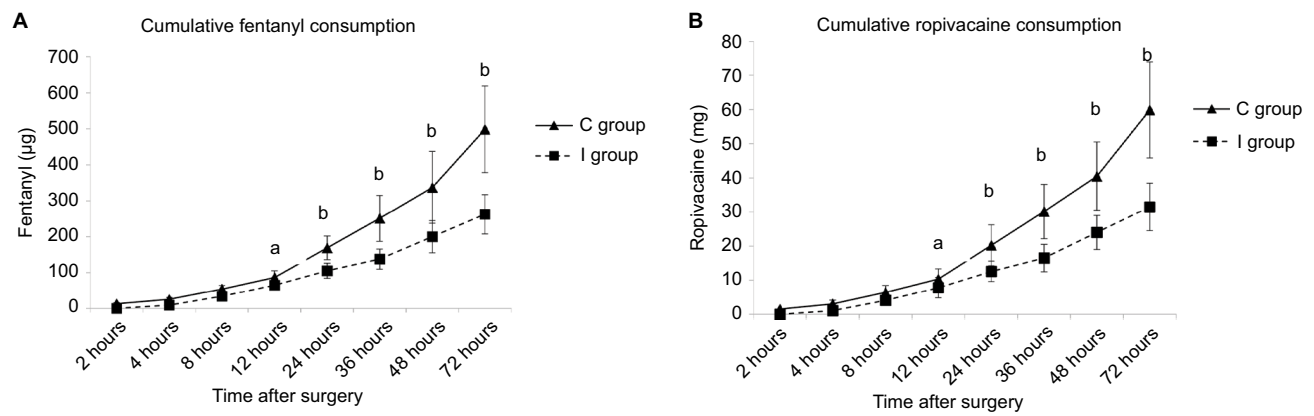 A
Cumulative fentanyl consumption
700
600
500
400
300
200
100
0
Fentanyl (μg)
a
b
b
b
b
C group
I group
2 hours
4 hours
8 hours
12 hours
24 hours
36 hours
48 hours
72 hours
Time after surgery
B
Cumulative ropivacaine consumption
80
70
60
50
40
30
20
10
0
Ropivacaine (mg)
a
b
b
b
b
C group
I group
2 hours
4 hours
8 hours
12 hours
24 hours
36 hours
48 hours
72 hours
Time after surgery